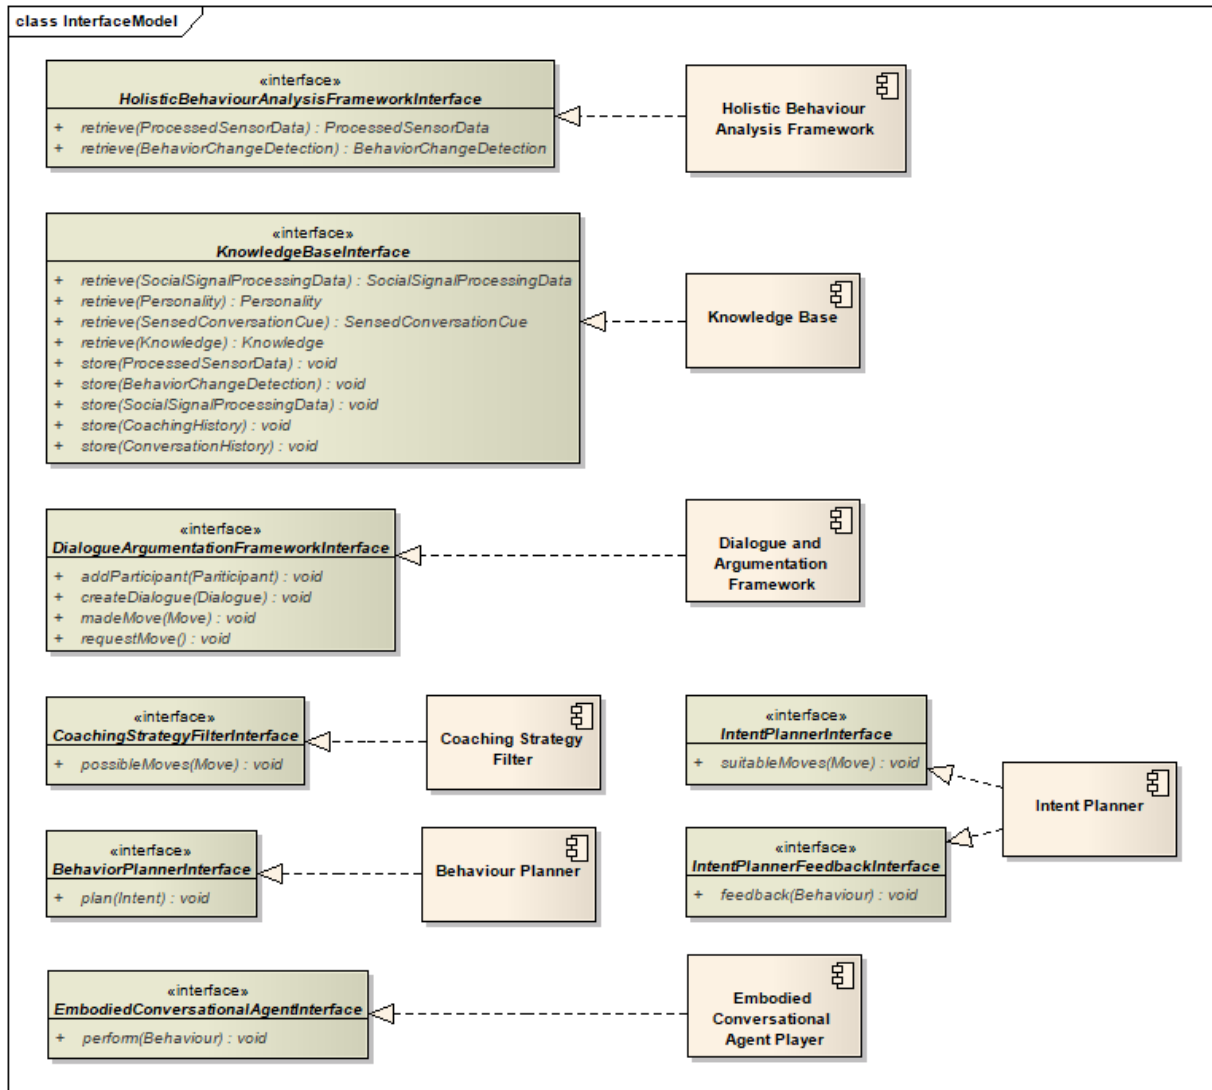 class InterfaceModel
«interface»
HolisticBehaviourAnalysisFrameworkInterface
+ retrieve(ProcessedSensorData) : ProcessedSensorData
+ retrieve(BehaviorChangeDetection) : BehaviorChangeDetection
Holistic Behaviour
Analysis Framework
«interface»
KnowledgeBaseInterface
+ retrieve(SocialSignalProcessingData) : SocialSignalProcessingData
+ retrieve(Personality) : Personality
+ retrieve(SensedConversationCue) : SensedConversationCue
+ retrieve(Knowledge) : Knowledge
+ store(ProcessedSensorData) : void
+ store(BehaviorChangeDetection) : void
+ store(SocialSignalProcessingData) : void
+ store(CoachingHistory) : void
+ store(ConversationHistory) : void
Knowledge Base
«interface»
DialogueArgumentationFrameworkInterface
+ addParticipant(Pariticipant) : void
+ createDialogue(Dialogue) : void
+ madeMove(Move) : void
+ requestMove() : void
Dialogue and
Argumentation
Framework
«interface»
CoachingStrategyFilterInterface
+ possibleMoves(Move) : void
Coaching Strategy
Filter
«interface»
IntentPlannerInterface
+ suitableMoves(Move) : void
Intent Planner
«interface»
BehaviorPlannerInterface
+ plan(Intent) : void
Behaviour Planner
«interface»
IntentPlannerFeedbackInterface
+ feedback(Behaviour) : void
«interface»
EmbodiedConversationalAgentInterface
+ perform(Behaviour) : void
Embodied
Conversational
Agent Player